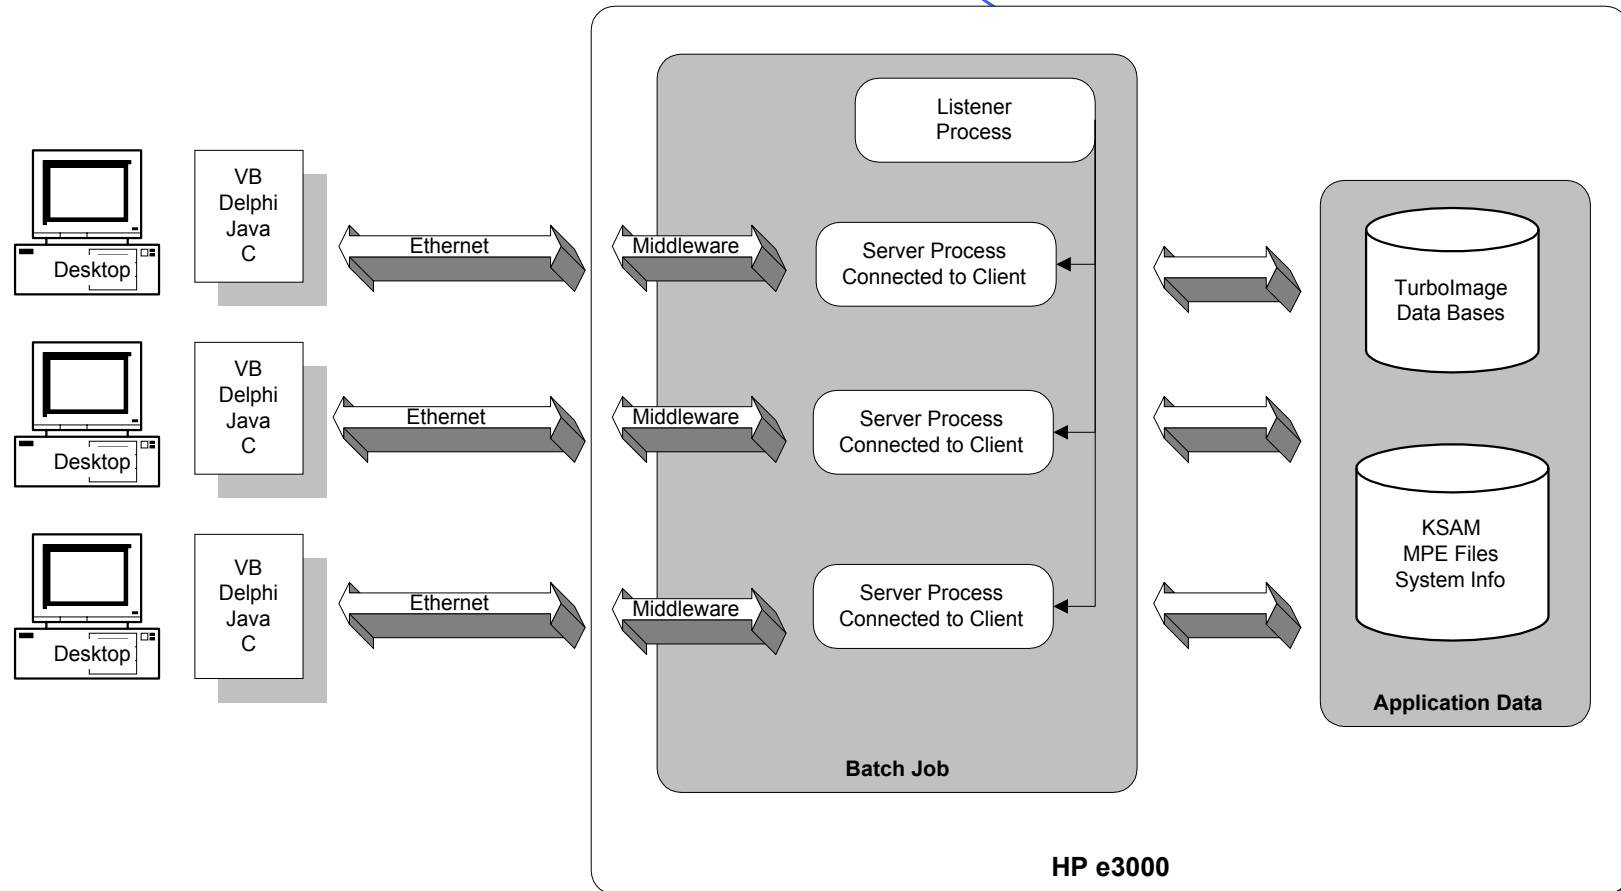 Listener
Process
VB
Delphi
Java
C
Desktop
Ethernet
Middleware
Server Process
Connected to Client
TurboImage
Data Bases
VB
Delphi
Java
C
Desktop
Ethernet
Middleware
Server Process
Connected to Client
KSAM
MPE Files
System Info
VB
Delphi
Java
C
Desktop
Ethernet
Middleware
Server Process
Connected to Client
Application Data
Batch Job
HP e3000